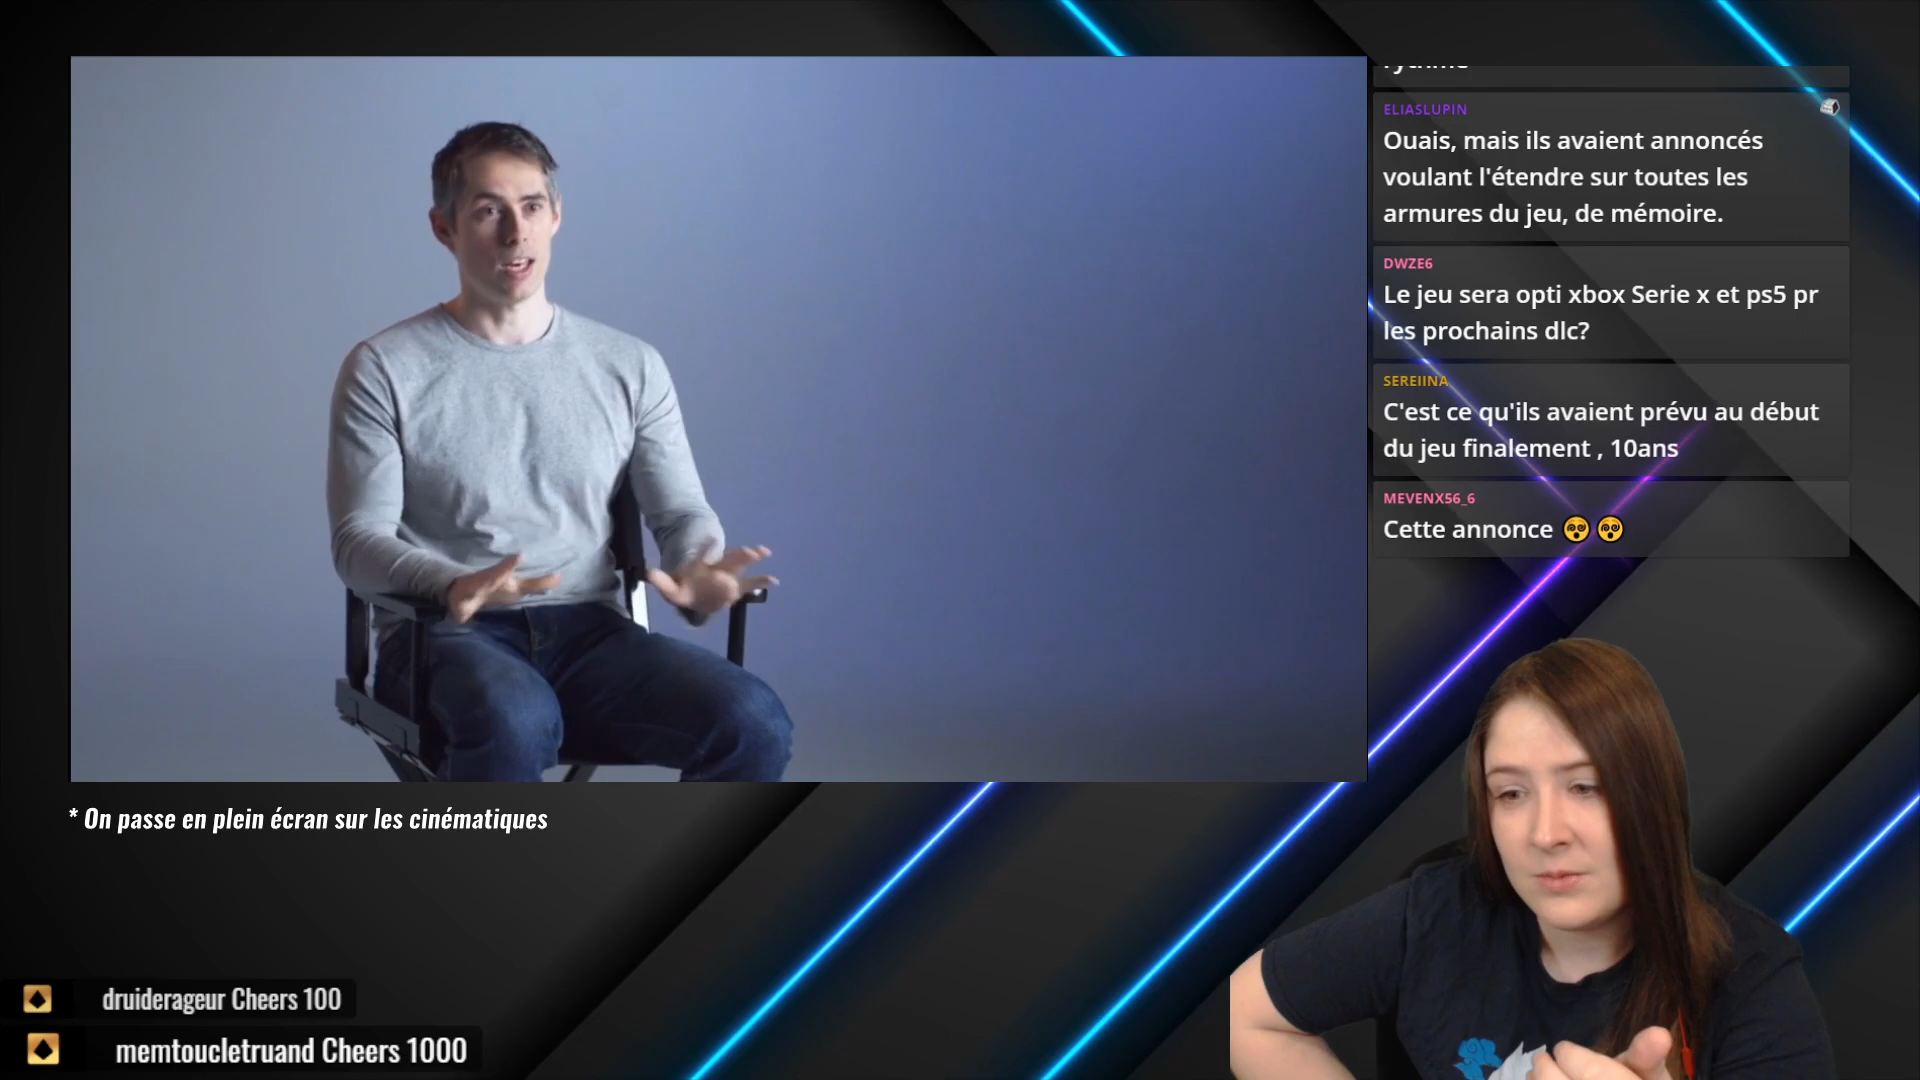 ELIASLUPIN
Ouais, mais ils avaient annoncés
voulant l'étendre sur toutes les
armures du jeu, de mémoire.
DWZE6
Le jeu sera opti xbox Serie x et ps5 pr
les prochains dlc?
SEREIINA
C'est ce qu'ils avaient prévu au début
du jeu finalement , 10ans
MEVENX56_6
Cette annonce 😵‍💫😵‍💫
* On passe en plein écran sur les cinématiques
druiderageur Cheers 100
memtoucletruand Cheers 1000